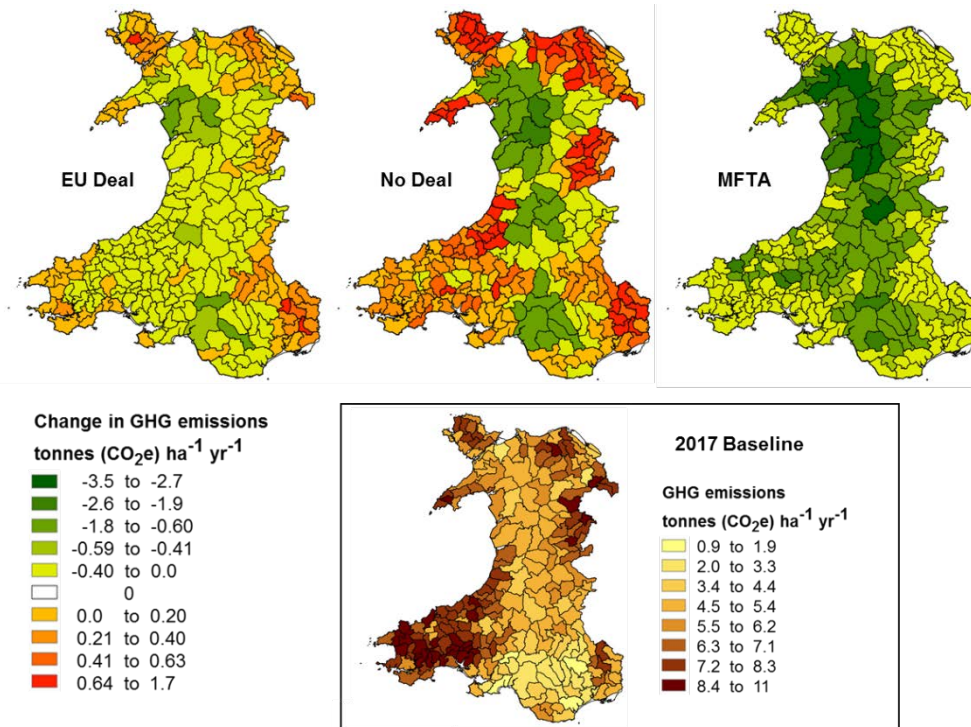 EU Deal
No Deal
MFTA
Change in GHG emissions
tonnes (CO₂e) ha⁻¹ yr⁻¹
-3.5 to -2.7
-2.6 to -1.9
-1.8 to -0.60
-0.59 to -0.41
-0.40 to 0.0
0
0.0 to 0.20
0.21 to 0.40
0.41 to 0.63
0.64 to 1.7
2017 Baseline
GHG emissions
tonnes (CO₂e) ha⁻¹ yr⁻¹
0.9 to 1.9
2.0 to 3.3
3.4 to 4.4
4.5 to 5.4
5.5 to 6.2
6.3 to 7.1
7.2 to 8.3
8.4 to 11